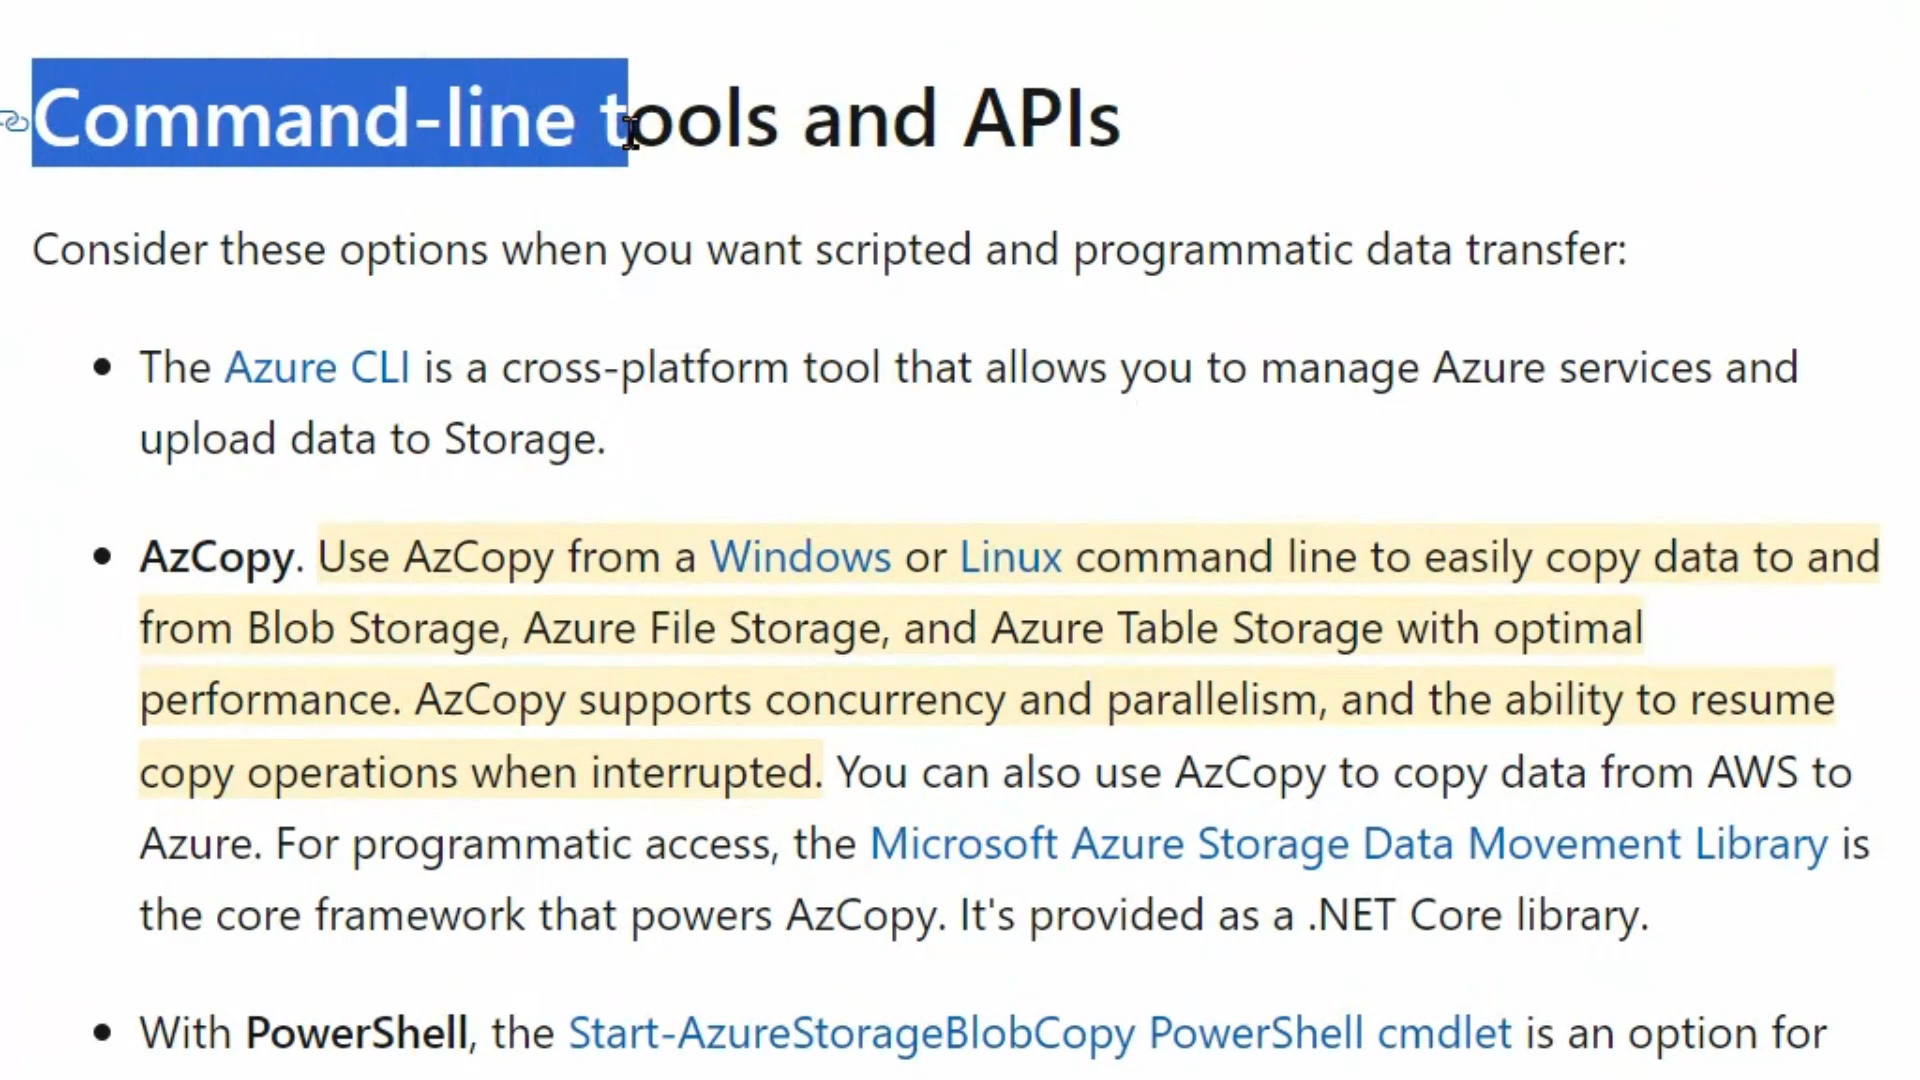 Command-line tools and APIs
Consider these options when you want scripted and programmatic data transfer:
• The Azure CLI is a cross-platform tool that allows you to manage Azure services and
upload data to Storage.
• AzCopy. Use AzCopy from a Windows or Linux command line to easily copy data to and
from Blob Storage, Azure File Storage, and Azure Table Storage with optimal
performance. AzCopy supports concurrency and parallelism, and the ability to resume
copy operations when interrupted. You can also use AzCopy to copy data from AWS to
Azure. For programmatic access, the Microsoft Azure Storage Data Movement Library is
the core framework that powers AzCopy. It's provided as a .NET Core library.
• With PowerShell, the Start-AzureStorageBlobCopy PowerShell cmdlet is an option for